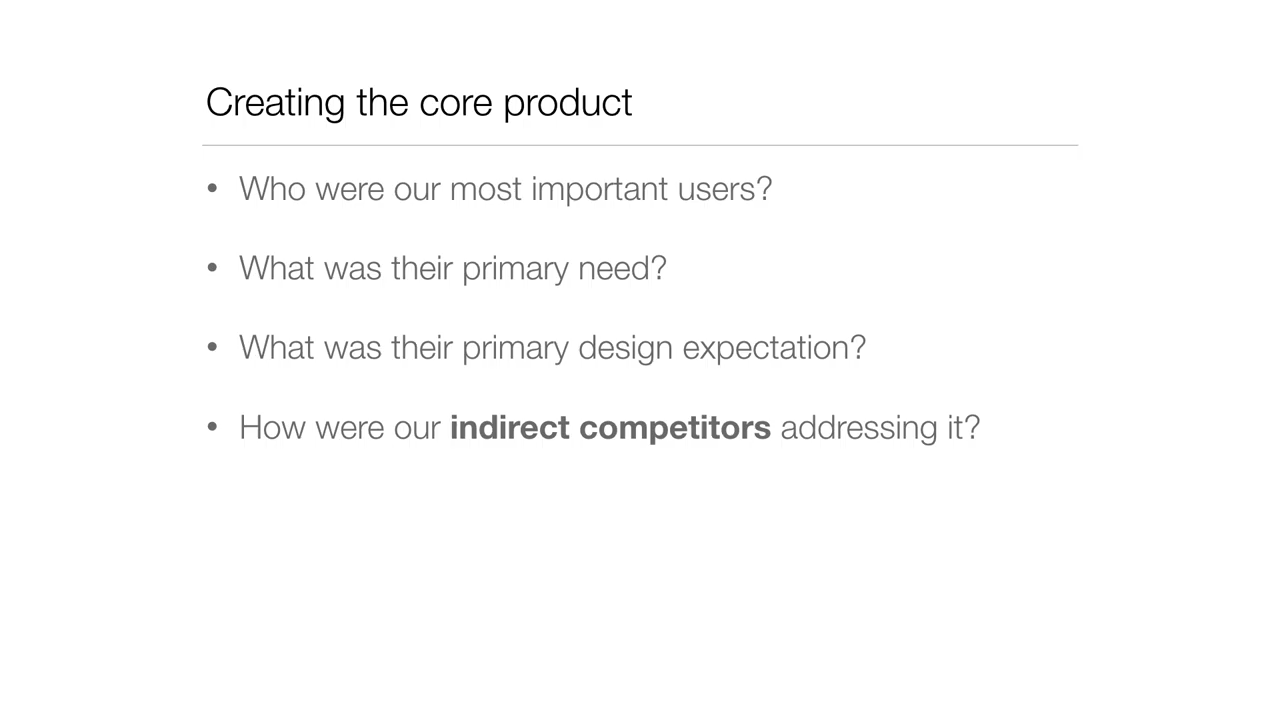 Creating the core product
• Who were our most important users?
• What was their primary need?
• What was their primary design expectation?
• How were our indirect competitors addressing it?